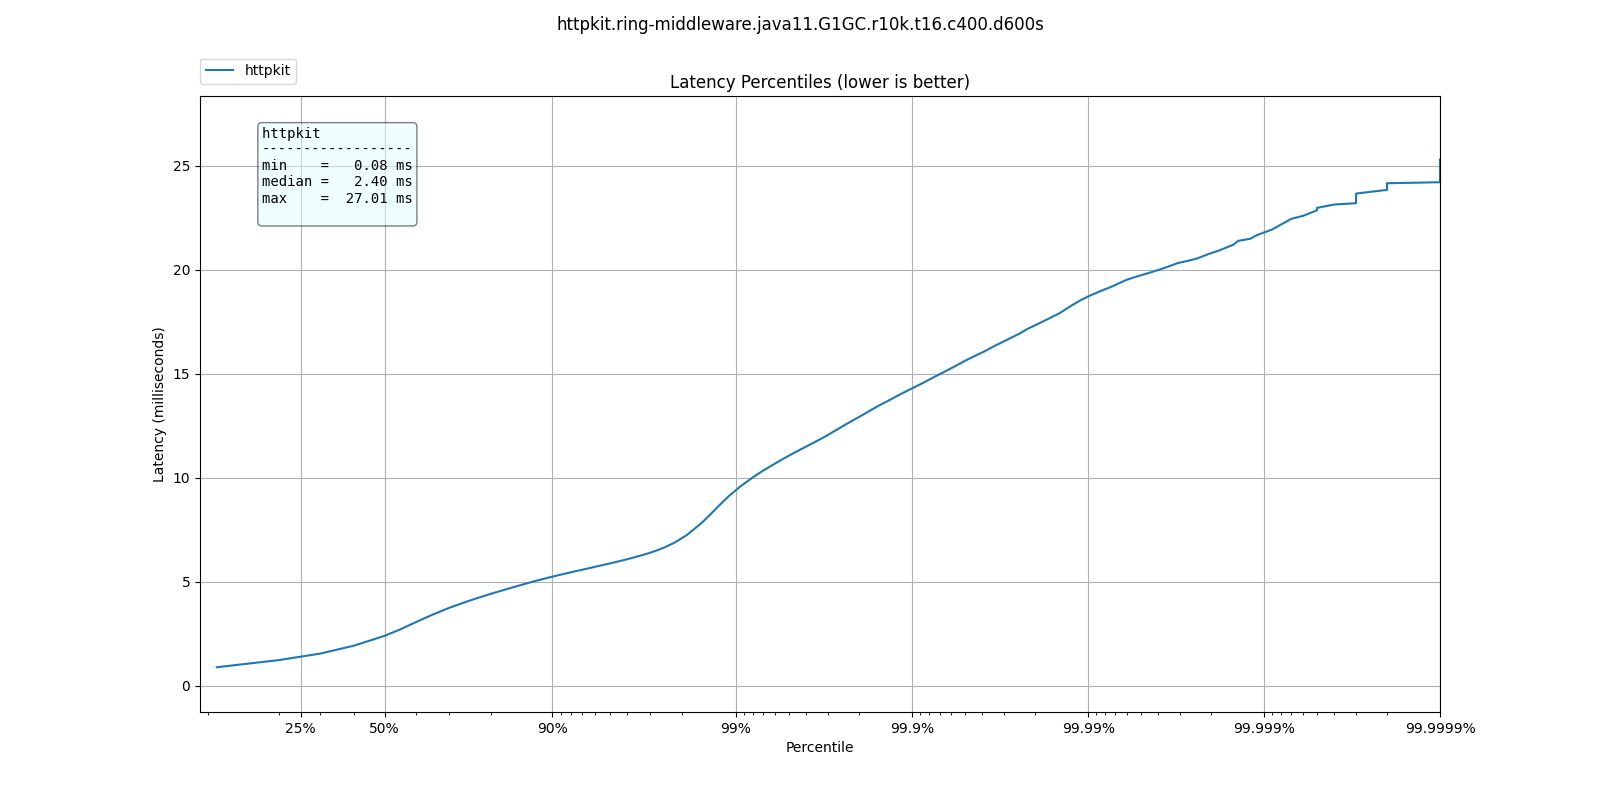 httpkit.ring-middleware.java11.G1GC.r10k.t16.c400.d600s
httpkit
Latency Percentiles (lower is better)
httpkit
------------------
min    =   0.08 ms
median =   2.40 ms
max    =  27.01 ms
25
20
15
10
5
0
Latency (milliseconds)
25% 50% 90% 99% 99.9% 99.99% 99.999% 99.9999%
Percentile